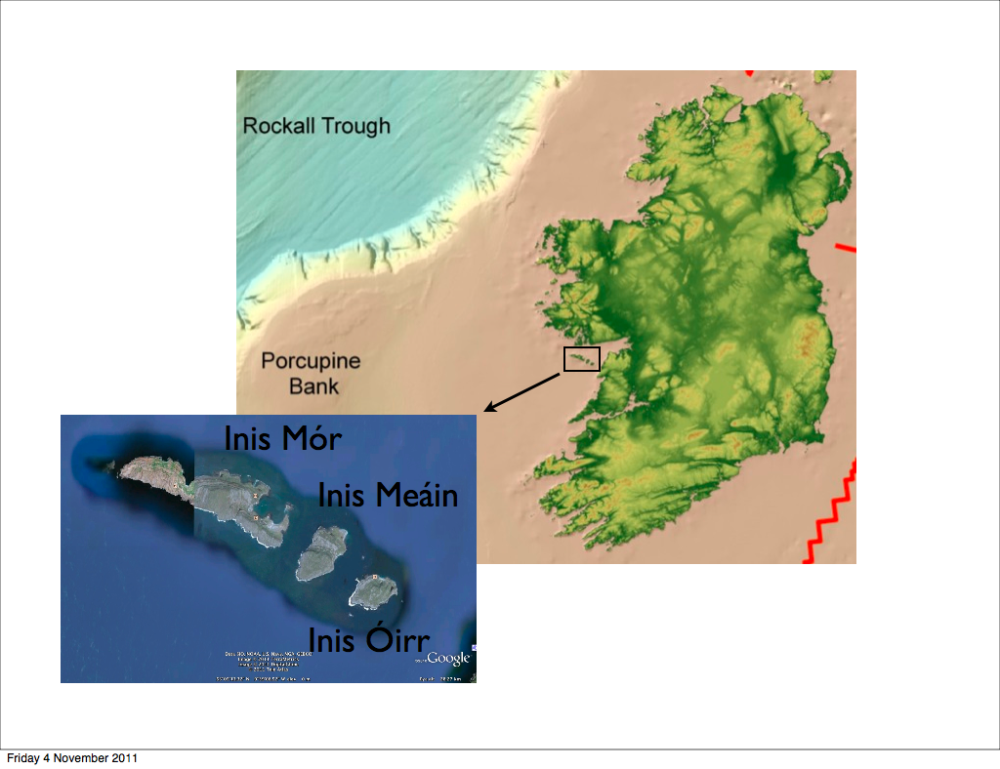 Rockall Trough
Porcupine
Bank
Inis Mór
Inis Meáin
Inis Óirr
Google
Friday 4 November 2011